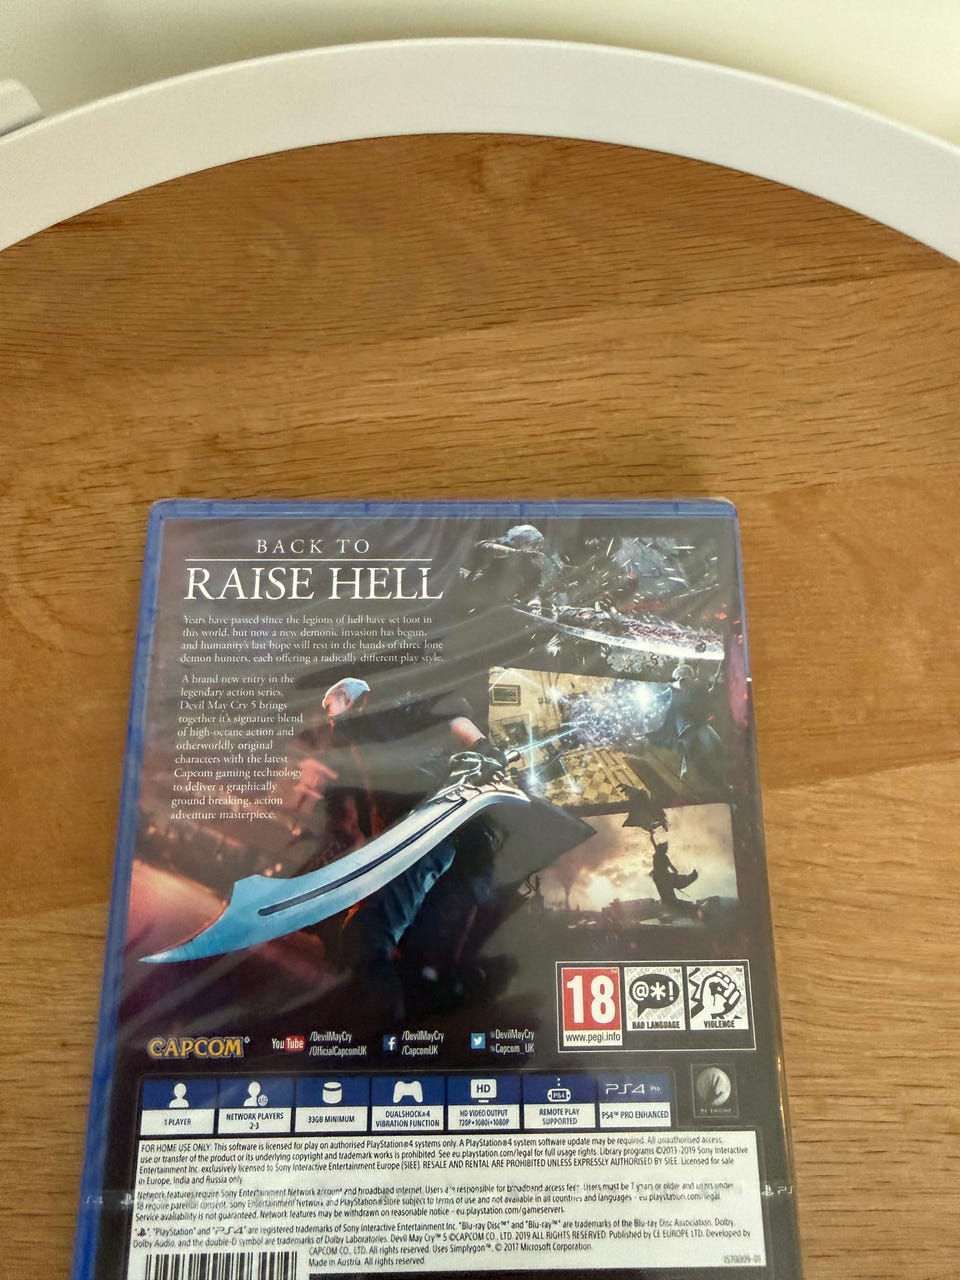 BACK TO
RAISE HELL
Years have passed since the legions of hell have set foot in
this world, but now a new demonic invasion has begun,
and humanity's last hope will rest in the hands of three lone
demon hunters, each offering a radically different play style.
A brand new entry in the
legendary action series,
Devil May Cry 5 brings
together it's signature blend
of high-octane action and
otherworldly original
characters with the latest
Capcom gaming technology
to deliver a graphically
ground breaking, action
adventure masterpiece.
18
www.pegi.info
@*!
BAD LANGUAGE
VIOLENCE
CAPCOM
YouTube /DevilMayCry
/OfficialCapcomUK
f /DevilMayCry
/CapcomUK
@DevilMayCry
@Capcom_UK
1 PLAYER
NETWORK PLAYERS
2-3
33GB MINIMUM
DUALSHOCK®4
VIBRATION FUNCTION
HD
HD VIDEO OUTPUT
720P•1080i•1080P
PS4
REMOTE PLAY
SUPPORTED
PS4 Pro
PS4™ PRO ENHANCED
RE ENGINE
FOR HOME USE ONLY: This software is licensed for play on authorised PlayStation®4 systems only. A PlayStation®4 system software update may be required. All unauthorised access,
use or transfer of the product or its underlying copyright and trademark works is prohibited. See eu.playstation.com/legal for full usage rights. Library programs ©2013-2019 Sony Interactive
Entertainment Inc. exclusively licensed to Sony Interactive Entertainment Europe (SIEE). RESALE AND RENTAL ARE PROHIBITED UNLESS EXPRESSLY AUTHORISED BY SIEE. Licensed for sale
in Europe, India and Russia only.
Network features require Sony Entertainment Network account and broadband internet. Users are responsible for broadband access fees. Users must be 7 years or older and users under
18 require parental consent. Sony Entertainment Network and PlayStation®Store subject to terms of use and not available in all countries and languages - eu.playstation.com/legal
Service availability is not guaranteed. Network features may be withdrawn on reasonable notice - eu.playstation.com/gameservers.
"PlayStation" and "PS4" are registered trademarks of Sony Interactive Entertainment Inc. "Blu-ray Disc™" and "Blu-ray™" are trademarks of the Blu-ray Disc Association. Dolby,
Dolby Audio, and the double-D symbol are trademarks of Dolby Laboratories. Devil May Cry™ 5 ©CAPCOM CO., LTD. 2019 ALL RIGHTS RESERVED. Published by CE EUROPE LTD. Developed by
CAPCOM CO., LTD. All rights reserved. Uses Simplygon™, © 2017 Microsoft Corporation.
Made in Austria. All rights reserved.